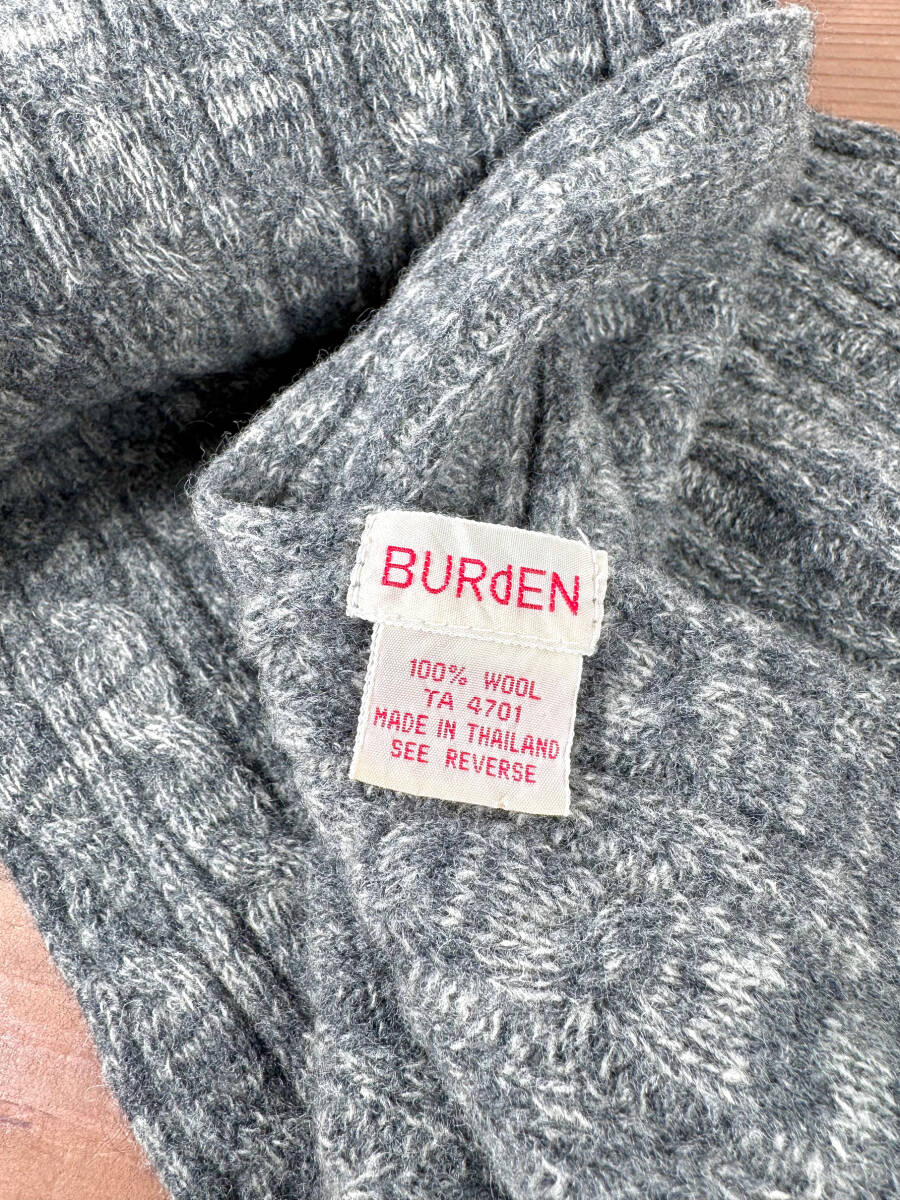 BURdEN
100% WOOL
TA 4701
MADE IN THAILAND
SEE REVERSE